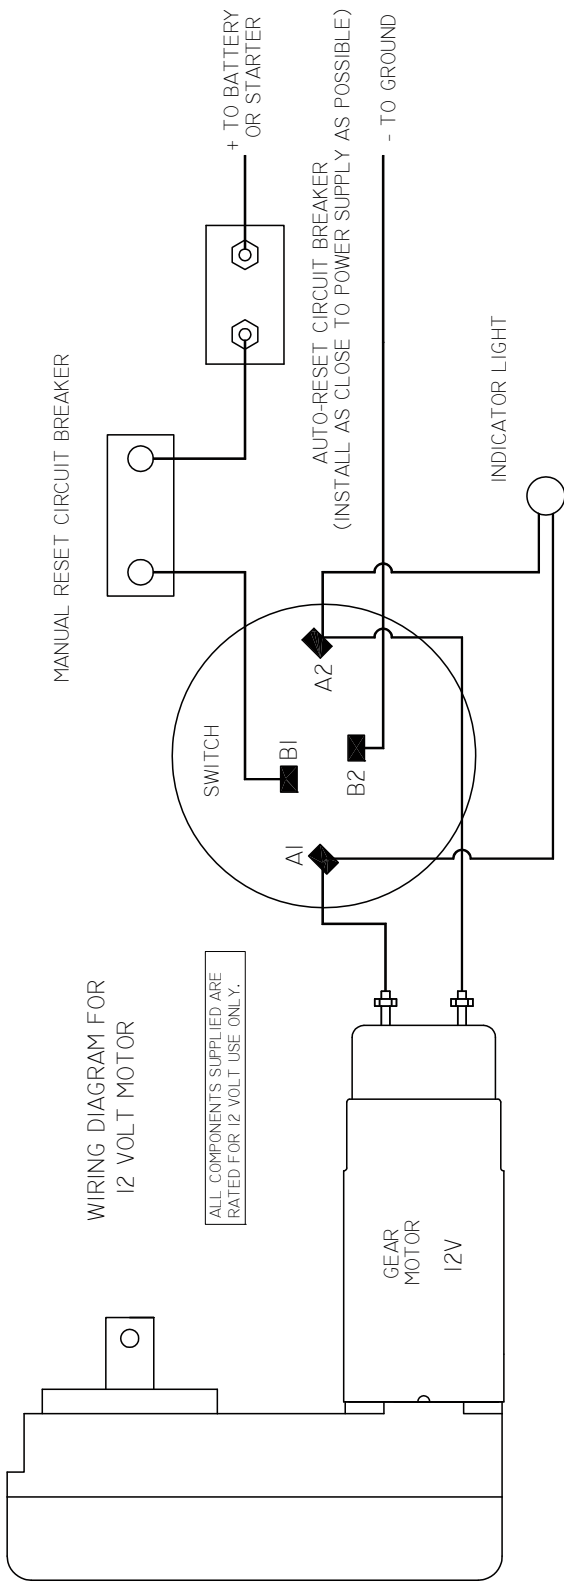 WIRING DIAGRAM FOR
12 VOLT MOTOR
ALL COMPONENTS SUPPLIED ARE
RATED FOR 12 VOLT USE ONLY.
MANUAL RESET CIRCUIT BREAKER
+ TO BATTERY
OR STARTER
SWITCH
B1
A1
A2
B2
AUTO-RESET CIRCUIT BREAKER
(INSTALL AS CLOSE TO POWER SUPPLY AS POSSIBLE)
- TO GROUND
GEAR
MOTOR
12V
INDICATOR LIGHT